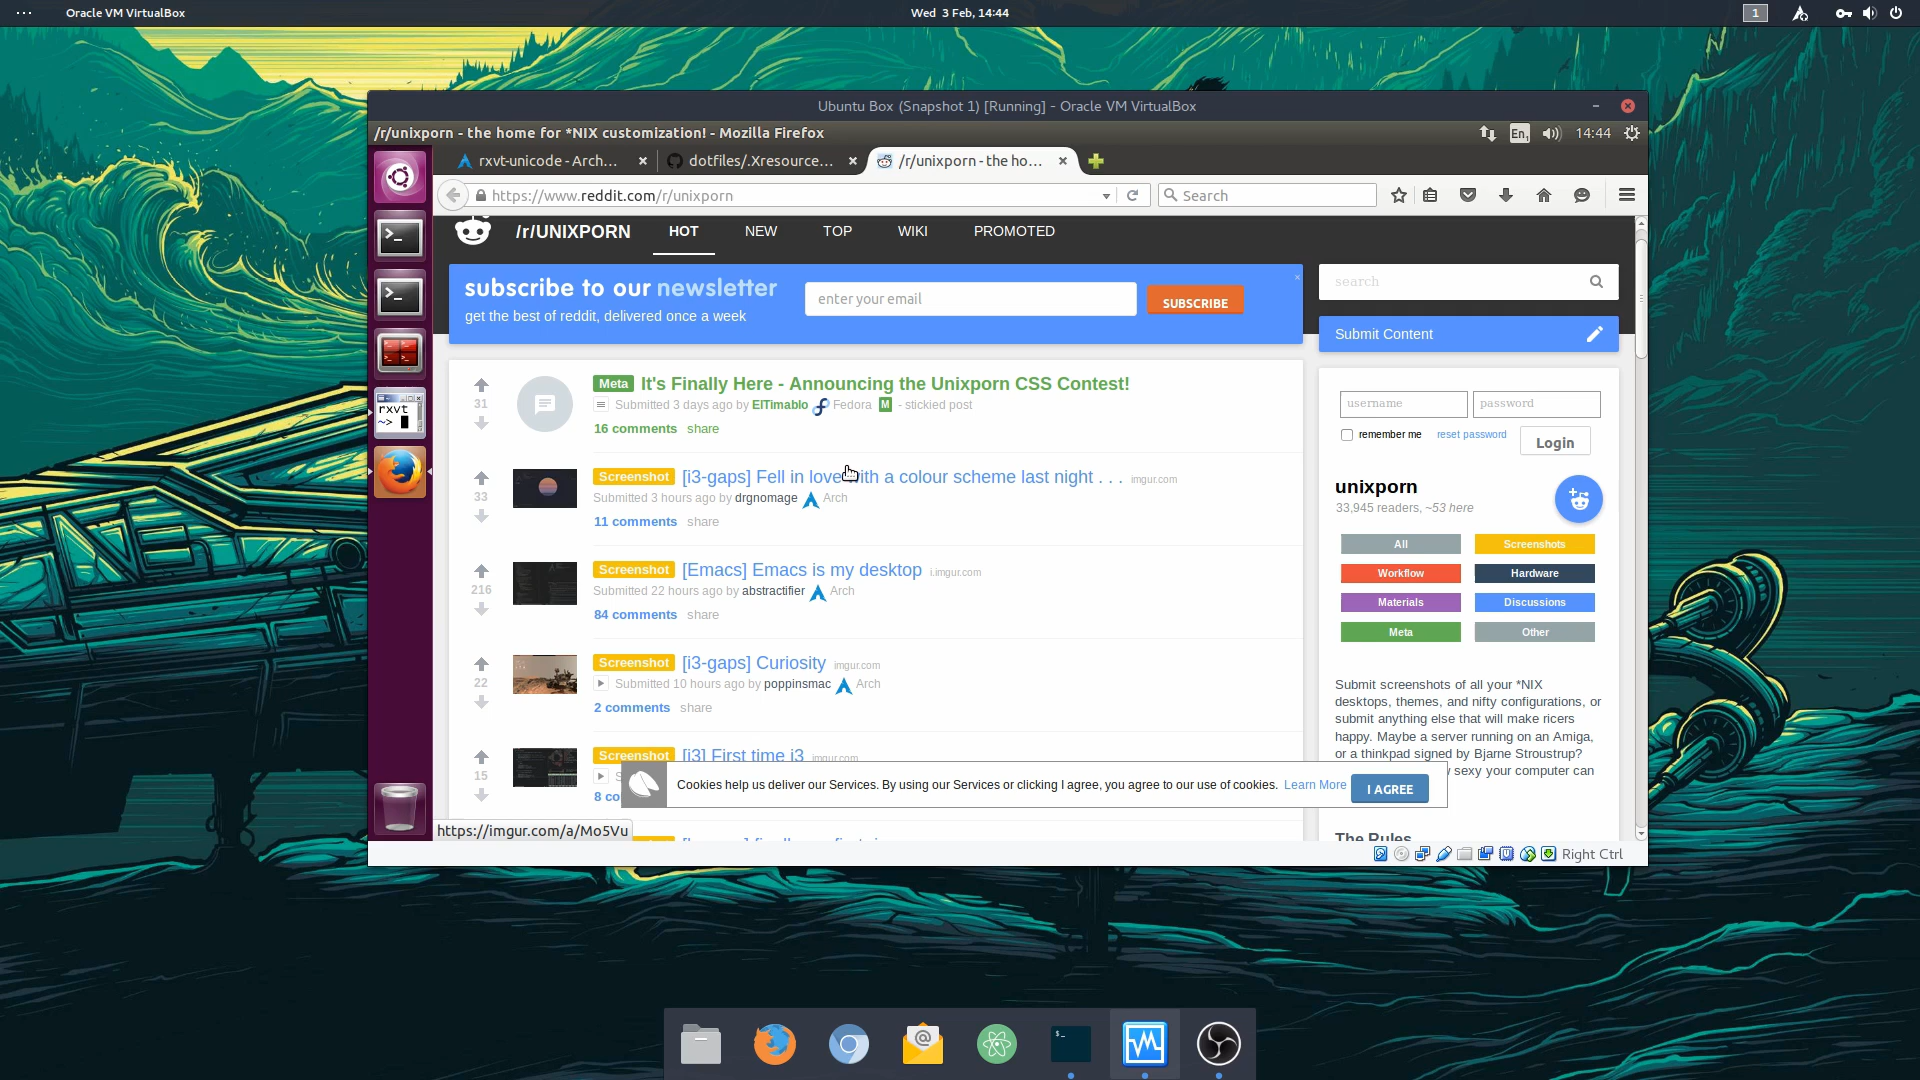 Oracle VM VirtualBox
Wed 3 Feb, 14:44
1
Ubuntu Box (Snapshot 1) [Running] - Oracle VM VirtualBox
/r/unixporn - the home for *NIX customization! - Mozilla Firefox
En1
14:44
rxvt-unicode - Arch...
dotfiles/.Xresource...
/r/unixporn - the ho...
https://www.reddit.com/r/unixporn
Search
/r/UNIXPORN
HOT
NEW
TOP
WIKI
PROMOTED
subscribe to our newsletter
get the best of reddit, delivered once a week
enter your email
SUBSCRIBE
search
Submit Content
31
Meta It's Finally Here - Announcing the Unixporn CSS Contest!
Submitted 3 days ago by ElTimablo Fedora M - stickied post
16 comments share
33
Screenshot [i3-gaps] Fell in love with a colour scheme last night . . . imgur.com
Submitted 3 hours ago by drgnomage Arch
11 comments share
216
Screenshot [Emacs] Emacs is my desktop i.imgur.com
Submitted 22 hours ago by abstractifier Arch
84 comments share
22
Screenshot [i3-gaps] Curiosity imgur.com
Submitted 10 hours ago by poppinsmac Arch
2 comments share
15
Screenshot [i3] First time i3 imgur.com
8 co
username
password
remember me
reset password
Login
unixporn
33,945 readers, ~53 here
All
Screenshots
Workflow
Hardware
Materials
Discussions
Meta
Other
Submit screenshots of all your *NIX
desktops, themes, and nifty configurations, or
submit anything else that will make ricers
happy. Maybe a server running on an Amiga,
or a thinkpad signed by Bjarne Stroustrup?
sexy your computer can
The Rules
Cookies help us deliver our Services. By using our Services or clicking I agree, you agree to our use of cookies. Learn More
I AGREE
https://imgur.com/a/Mo5Vu
rxvt
~>
Right Ctrl